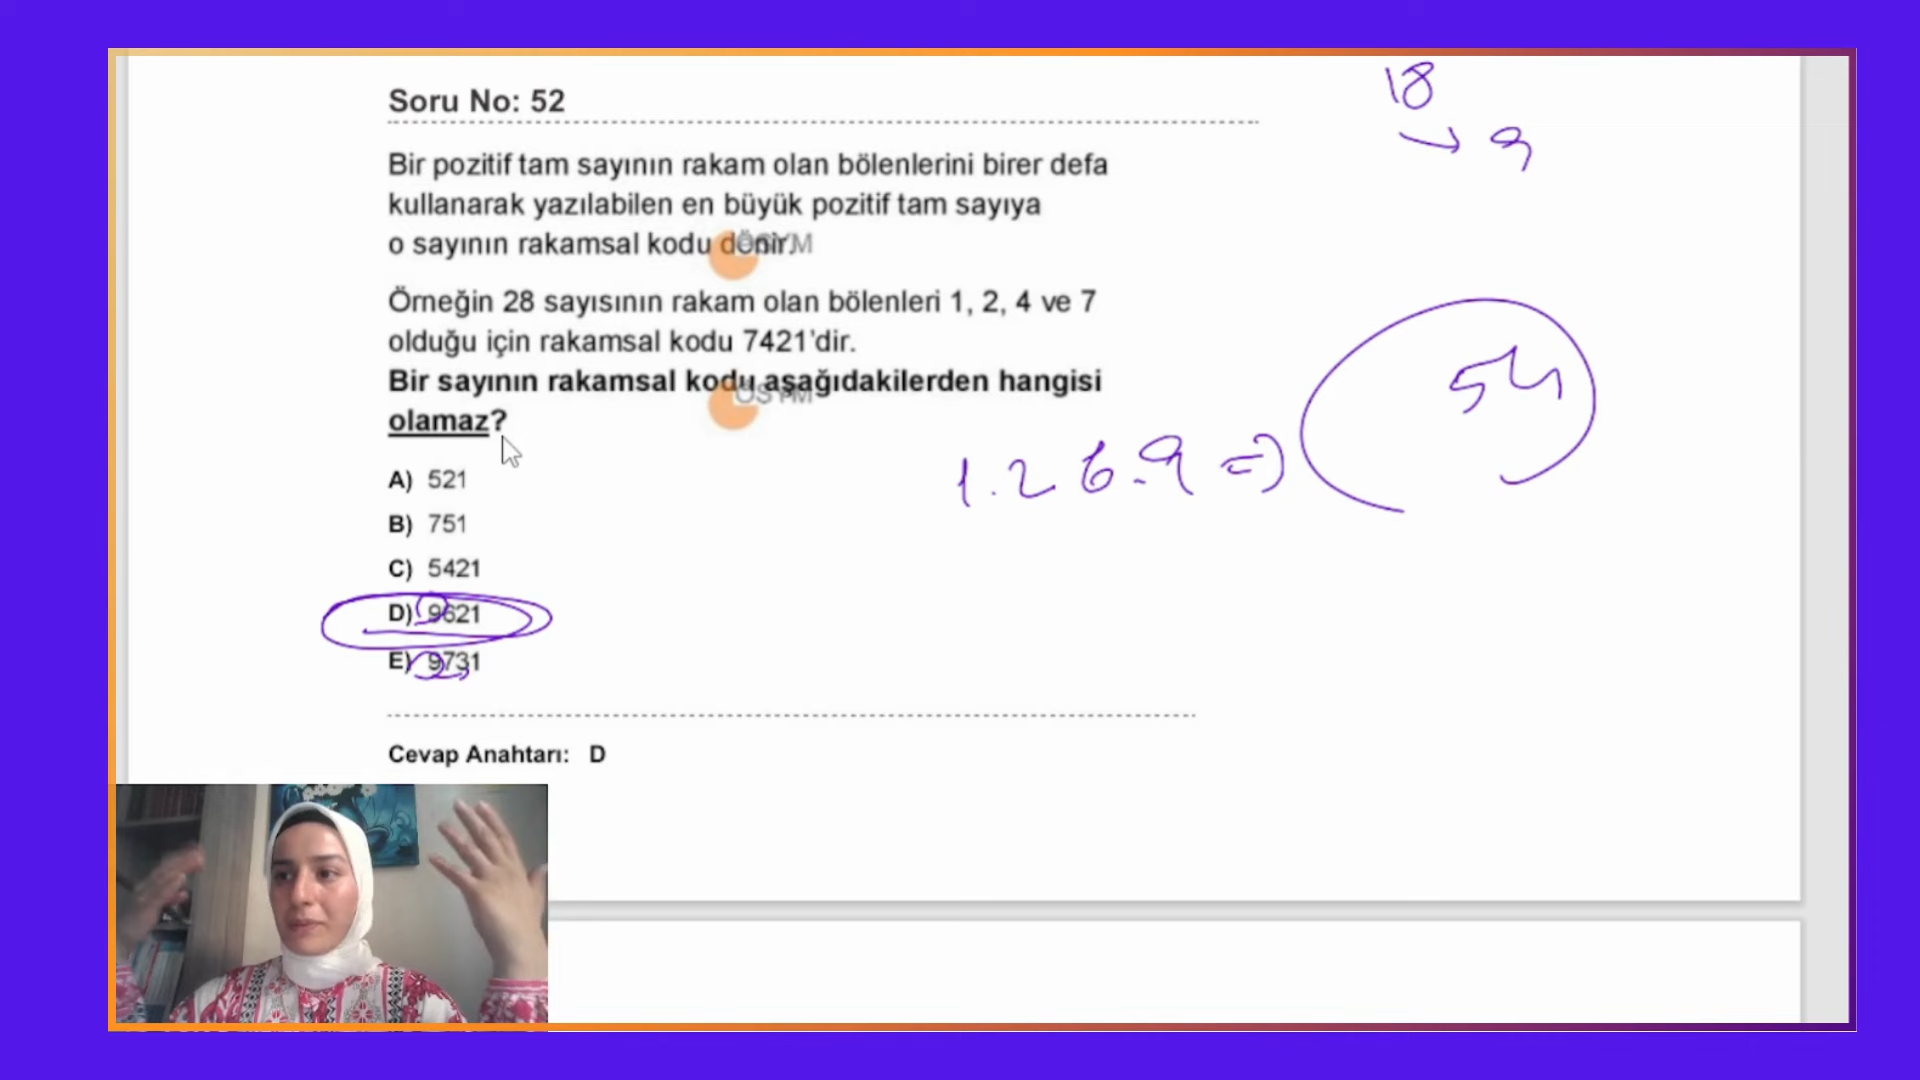 Soru No: 52
18
→ 9
Bir pozitif tam sayının rakam olan bölenlerini birer defa
kullanarak yazılabilen en büyük pozitif tam sayıya
o sayının rakamsal kodu denir.
ÖSYM
Örneğin 28 sayısının rakam olan bölenleri 1, 2, 4 ve 7
olduğu için rakamsal kodu 7421'dir.
Bir sayının rakamsal kodu aşağıdakilerden hangisi
ÖSYM
olamaz?
1.2 6.9 =>
54
A) 521
B) 751
C) 5421
D) 9621
E) 9731
Cevap Anahtarı: D